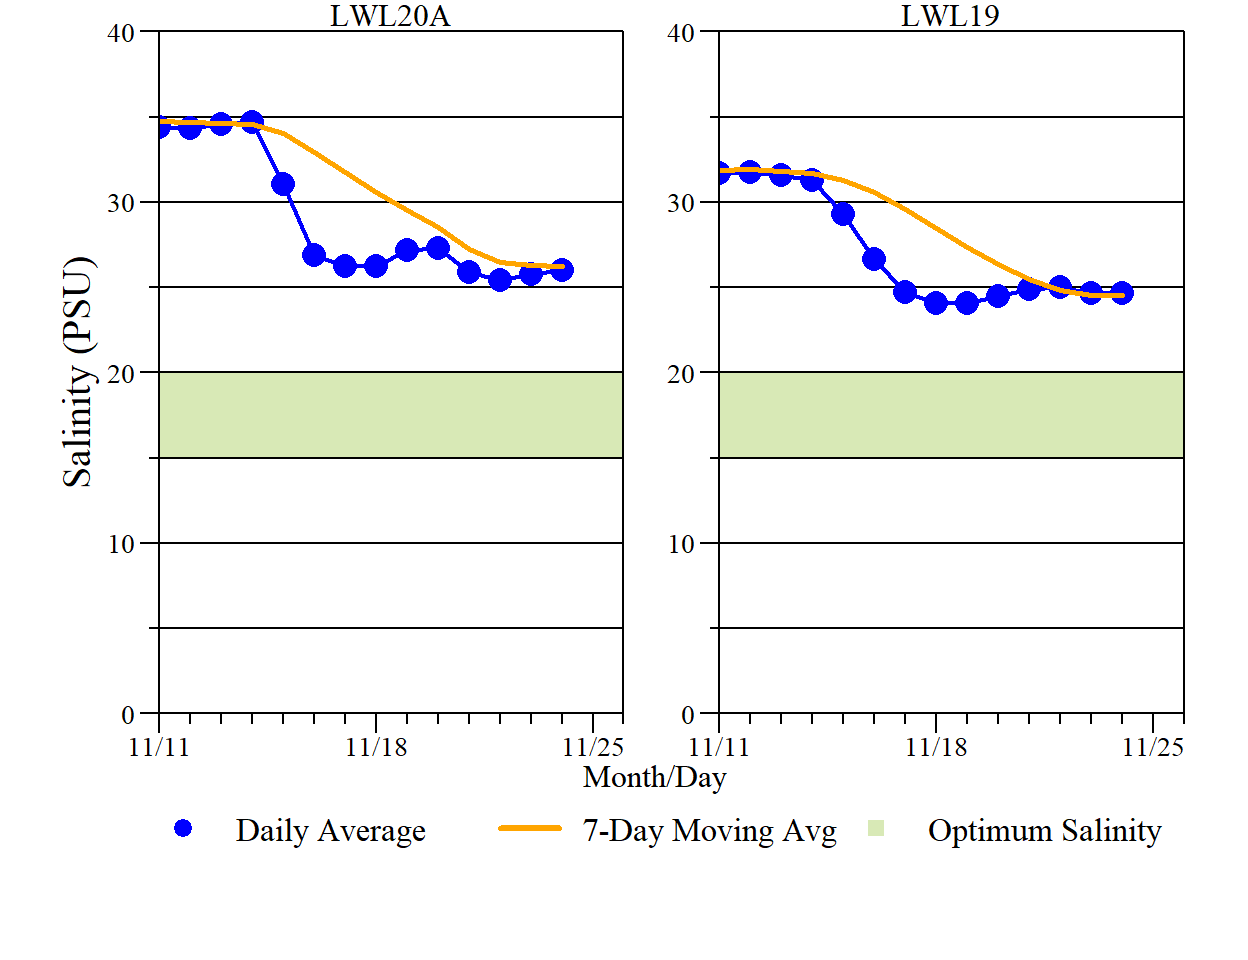 LWL20A LWL19
40 40
30 30
20 20
10 10
0 0
Salinity (PSU)
11/11 11/18 11/25 11/11 11/18 11/25
Month/Day
Daily Average 7-Day Moving Avg Optimum Salinity